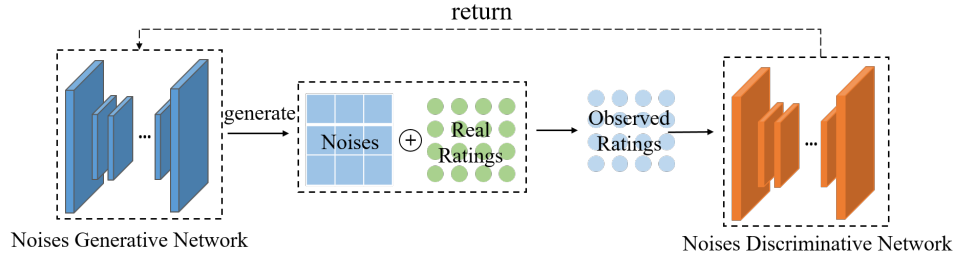 return
generate
Noises
+
Real
Ratings
Observed
Ratings
Noises Generative Network
Noises Discriminative Network